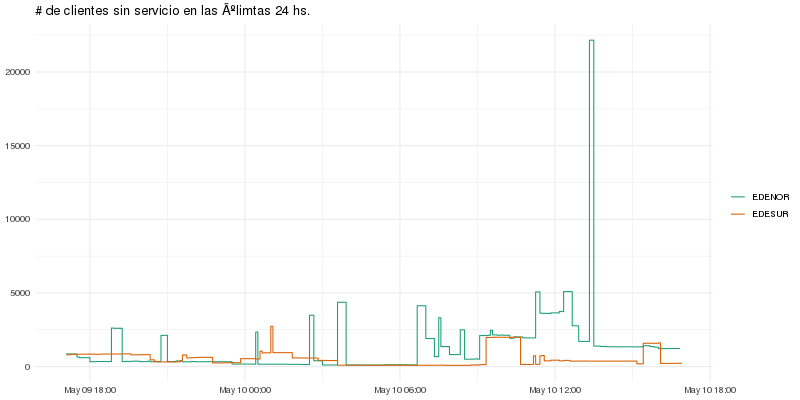 # de clientes sin servicio en las Ãºlimtas 24 hs.
20000
15000
10000
5000
0
May 09 18:00
May 10 00:00
May 10 06:00
May 10 12:00
May 10 18:00
EDENOR
EDESUR